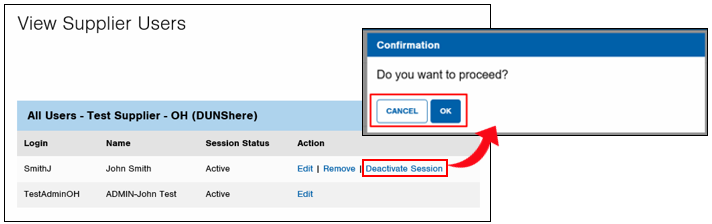 View Supplier Users
Confirmation
Do you want to proceed?
CANCEL OK
All Users - Test Supplier - OH (DUNShere)
Login Name Session Status Action
SmithJ John Smith Active Edit | Remove | Deactivate Session
TestAdminOH ADMIN-John Test Active Edit